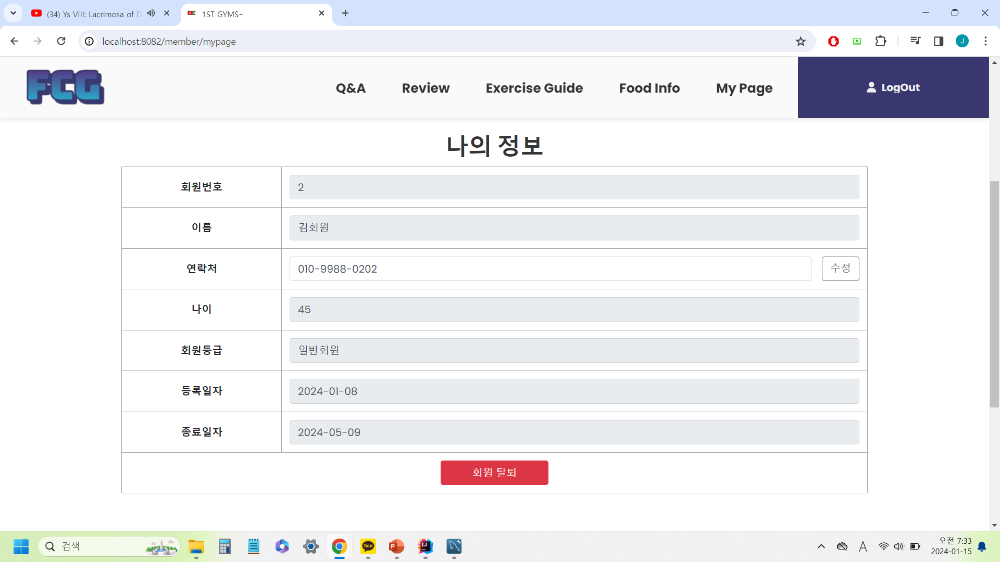 (34) Ys VIII: Lacrimosa of D
1ST GYMS~
localhost:8082/member/mypage
J
FCG
Q&A
Review
Exercise Guide
Food Info
My Page
LogOut
나의 정보
회원번호
2
이름
김회원
연락처
010-9988-0202
수정
나이
45
회원등급
일반회원
등록일자
2024-01-08
종료일자
2024-05-09
회원 탈퇴
검색
TALK
P
IJ
A
오전 7:33
2024-01-15